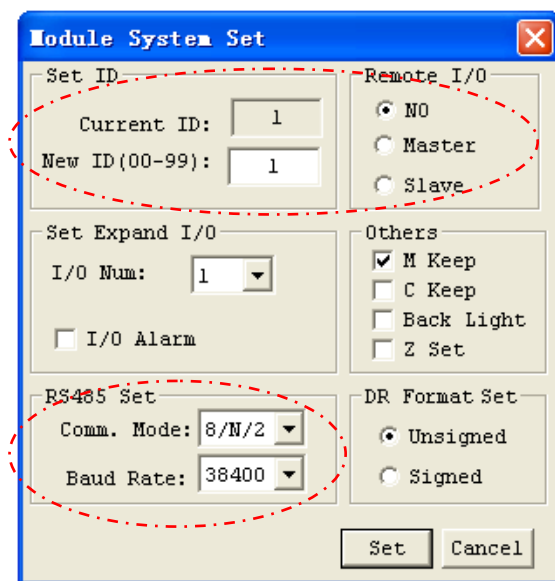 Module System Set
Set ID
Current ID: 1
New ID(00-99): 1
Remote I/O
NO
Master
Slave
Set Expand I/O
I/O Num: 1
I/O Alarm
Others
M Keep
C Keep
Back Light
Z Set
RS485 Set
Comm. Mode: 8/N/2
Baud Rate: 38400
DR Format Set
Unsigned
Signed
Set
Cancel